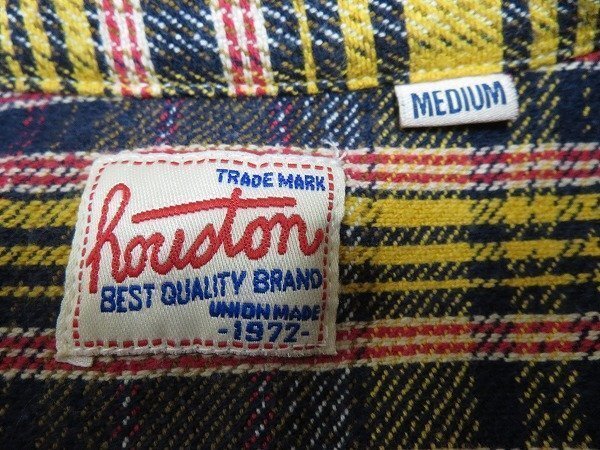 MEDIUM
TRADE MARK
houston
BEST QUALITY BRAND
UNION MADE
-1972-